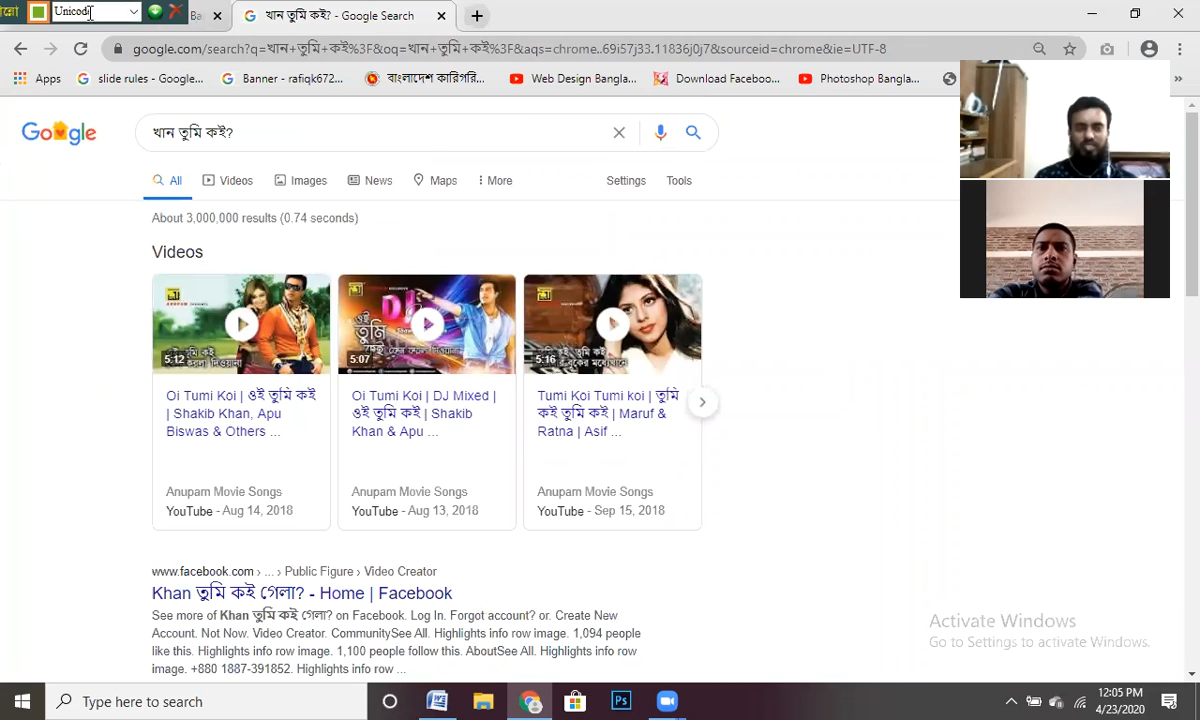 Unicod
খান তুমি কই? - Google Search
google.com/search?q=খান+তুমি+কই%3F&oq=খান+তুমি+কই%3F&aqs=chrome..69i57j33.11836j0j7&sourceid=chrome&ie=UTF-8
Apps slide rules - Google... Banner - rafiqk672... বাংলাদেশ কারিগরি... Web Design Bangla... Download Faceboo... Photoshop Bangla... »
Google খান তুমি কই?
All Videos Images News Maps More Settings Tools
About 3,000,000 results (0.74 seconds)
Videos
5:12
5:07
5:16
Oi Tumi Koi | ওই তুমি কই
| Shakib Khan, Apu
Biswas & Others ...
Anupam Movie Songs
YouTube - Aug 14, 2018
Oi Tumi Koi | DJ Mixed |
ওই তুমি কই | Shakib
Khan & Apu ...
Anupam Movie Songs
YouTube - Aug 13, 2018
Tumi Koi Tumi koi | তুমি
কই তুমি কই | Maruf &
Ratna | Asif ...
Anupam Movie Songs
YouTube - Sep 15, 2018
www.facebook.com › ... › Public Figure › Video Creator
Khan তুমি কই গেলা? - Home | Facebook
See more of Khan তুমি কই গেলা? on Facebook. Log In. Forgot account? or. Create New
Account. Not Now. Video Creator. CommunitySee All. Highlights info row image. 1,094 people
like this. Highlights info row image. 1,100 people follow this. AboutSee All. Highlights info row
image. +880 1887-391852. Highlights info row ...
Activate Windows
Go to Settings to activate Windows.
Type here to search
12:05 PM
4/23/2020